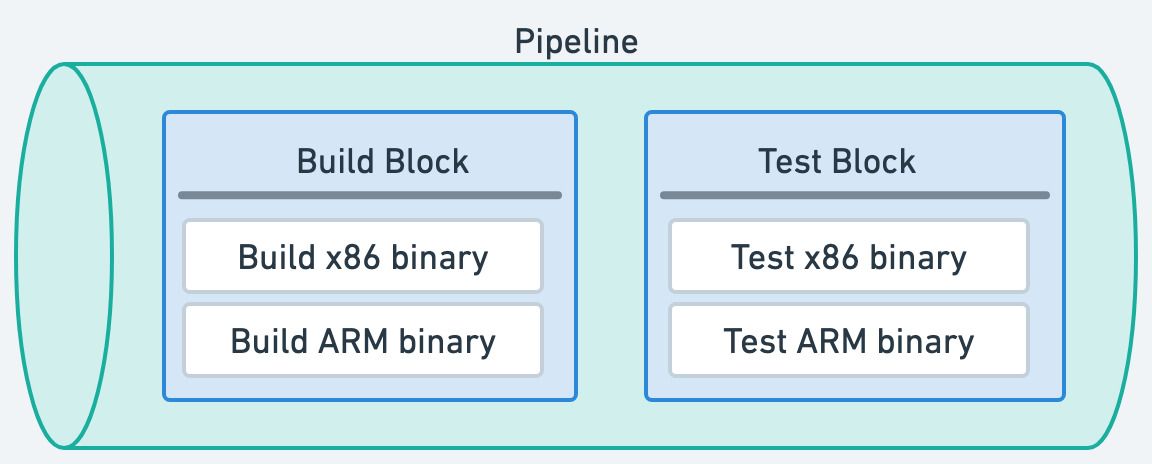 Pipeline
Build Block
Build x86 binary
Build ARM binary
Test Block
Test x86 binary
Test ARM binary